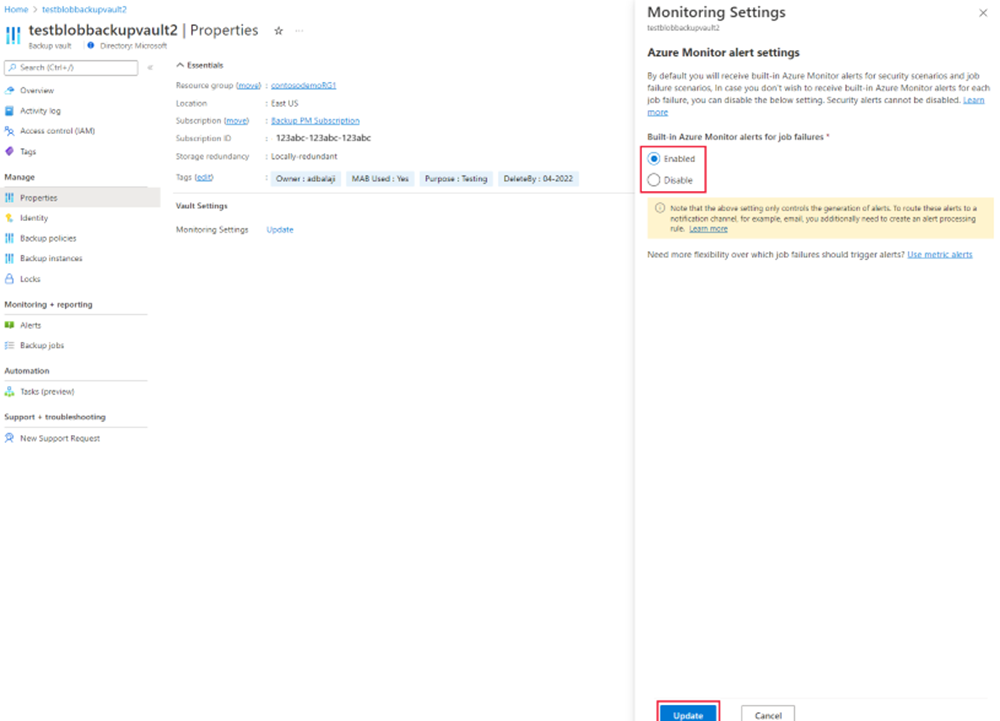 Home > testblobbackupvault2
testblobbackupvault2 | Properties
Backup vault
Directory: Microsoft
Search (Ctrl+/)
Overview
Activity log
Access control (IAM)
Tags
Manage
Properties
Identity
Backup policies
Backup instances
Locks
Monitoring + reporting
Alerts
Backup jobs
Automation
Tasks (preview)
Support + troubleshooting
New Support Request
Essentials
Resource group (move) : contosodemoRG1
Location : East US
Subscription (move) : Backup PM Subscription
Subscription ID : 123abc-123abc-123abc
Storage redundancy : Locally-redundant
Tags (edit) : Owner : adbalaji MAB Used : Yes Purpose : Testing DeleteBy : 04-2022
Vault Settings
Monitoring Settings Update
Monitoring Settings
testblobbackupvault2
Azure Monitor alert settings
By default you will receive built-in Azure Monitor alerts for security scenarios and job
failure scenarios, In case you don't wish to receive built-in Azure Monitor alerts for each
job failure, you can disable the below setting. Security alerts cannot be disabled. Learn
more
Built-in Azure Monitor alerts for job failures *
Enabled
Disable
Note that the above setting only controls the generation of alerts. To route these alerts to a
notification channel, for example, email, you additionally need to create an alert processing
rule. Learn more
Need more flexibility over which job failures should trigger alerts? Use metric alerts
Update
Cancel